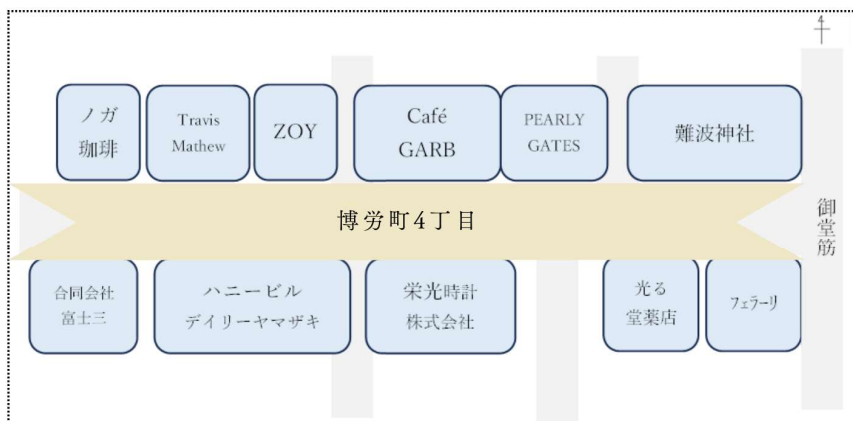 4
ノガ
珈琲
Travis
Mathew
ZOY
Café
GARB
PEARLY
GATES
難波神社
博労町4丁目
御堂筋
合同会社
富士三
ハニービル
デイリーヤマザキ
栄光時計
株式会社
光る
堂薬店
フェラーリ